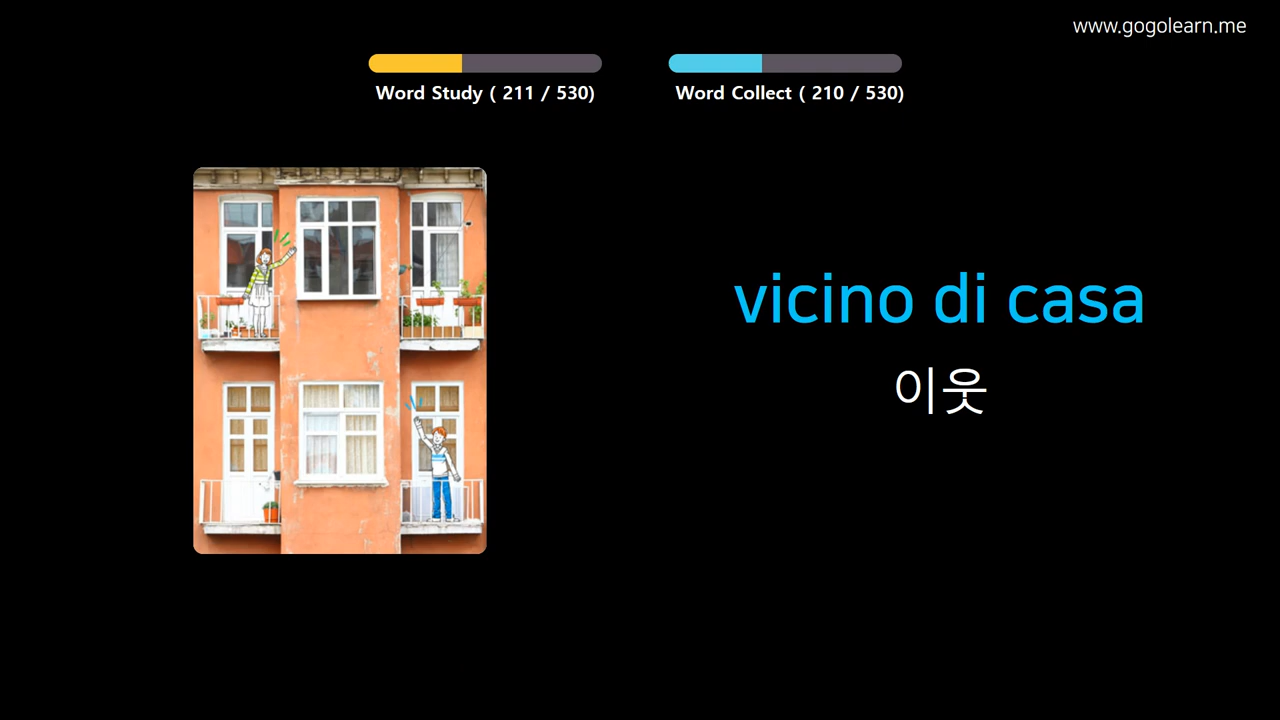 www.gogolearn.me
Word Study ( 211 / 530)
Word Collect ( 210 / 530)
vicino di casa
이웃